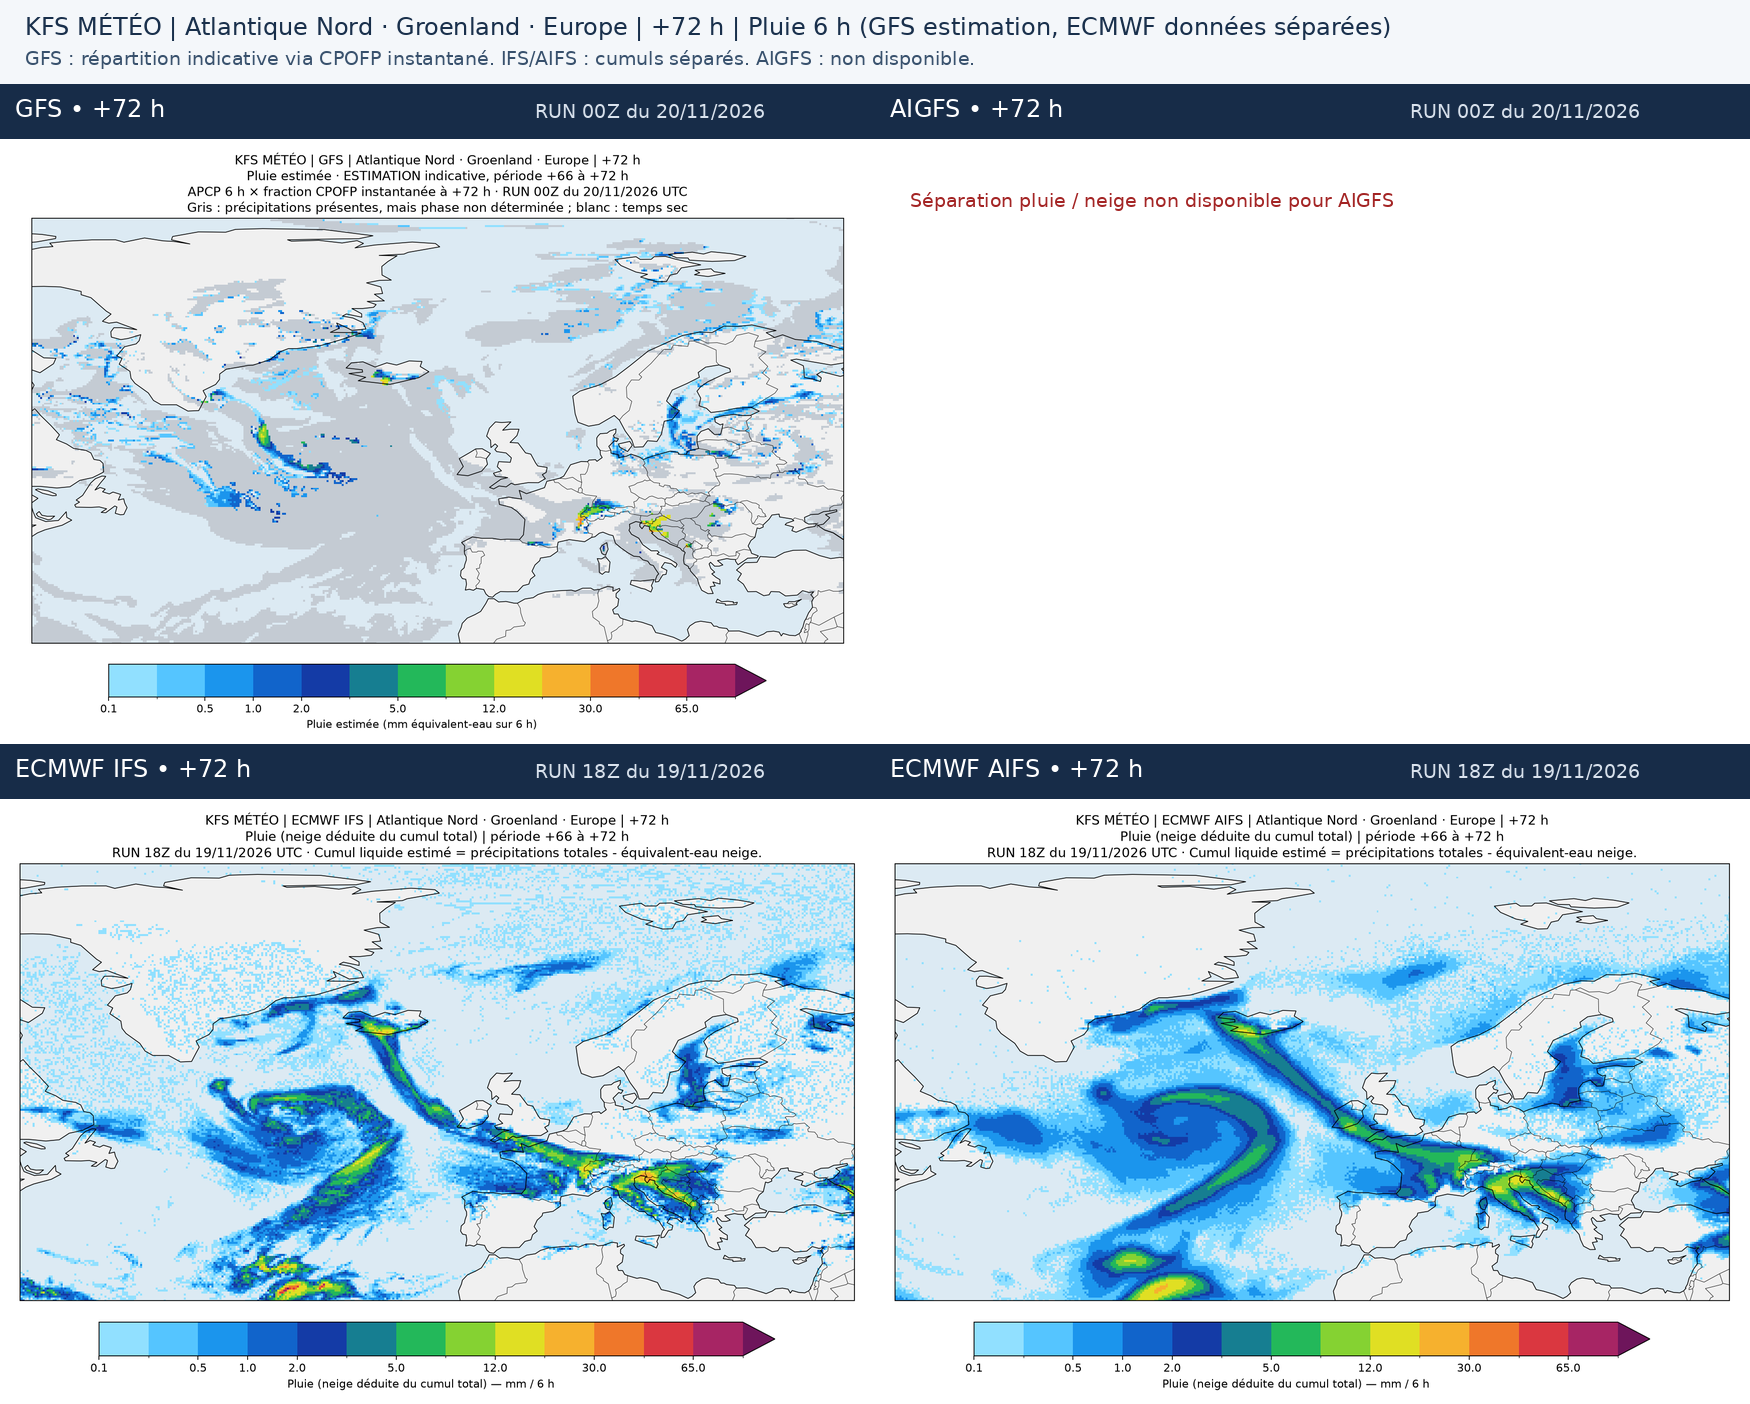 KFS MÉTÉO | Atlantique Nord · Groenland · Europe | +72 h | Pluie 6 h (GFS estimation, ECMWF données séparées)
GFS : répartition indicative via CPOFP instantané. IFS/AIFS : cumuls séparés. AIGFS : non disponible.
GFS • +72 h
RUN 00Z du 20/11/2026
AIGFS • +72 h
RUN 00Z du 20/11/2026
KFS MÉTÉO | GFS | Atlantique Nord · Groenland · Europe | +72 h
Pluie estimée · ESTIMATION indicative, période +66 à +72 h
APCP 6 h × fraction CPOFP instantanée à +72 h · RUN 00Z du 20/11/2026 UTC
Gris : précipitations présentes, mais phase non déterminée ; blanc : temps sec
0.1 0.5 1.0 2.0 5.0 12.0 30.0 65.0
Pluie estimée (mm équivalent-eau sur 6 h)
Séparation pluie / neige non disponible pour AIGFS
ECMWF IFS • +72 h
RUN 18Z du 19/11/2026
ECMWF AIFS • +72 h
RUN 18Z du 19/11/2026
KFS MÉTÉO | ECMWF IFS | Atlantique Nord · Groenland · Europe | +72 h
Pluie (neige déduite du cumul total) | période +66 à +72 h
RUN 18Z du 19/11/2026 UTC · Cumul liquide estimé = précipitations totales - équivalent-eau neige.
0.1 0.5 1.0 2.0 5.0 12.0 30.0 65.0
Pluie (neige déduite du cumul total) — mm / 6 h
KFS MÉTÉO | ECMWF AIFS | Atlantique Nord · Groenland · Europe | +72 h
Pluie (neige déduite du cumul total) | période +66 à +72 h
RUN 18Z du 19/11/2026 UTC · Cumul liquide estimé = précipitations totales - équivalent-eau neige.
0.1 0.5 1.0 2.0 5.0 12.0 30.0 65.0
Pluie (neige déduite du cumul total) — mm / 6 h